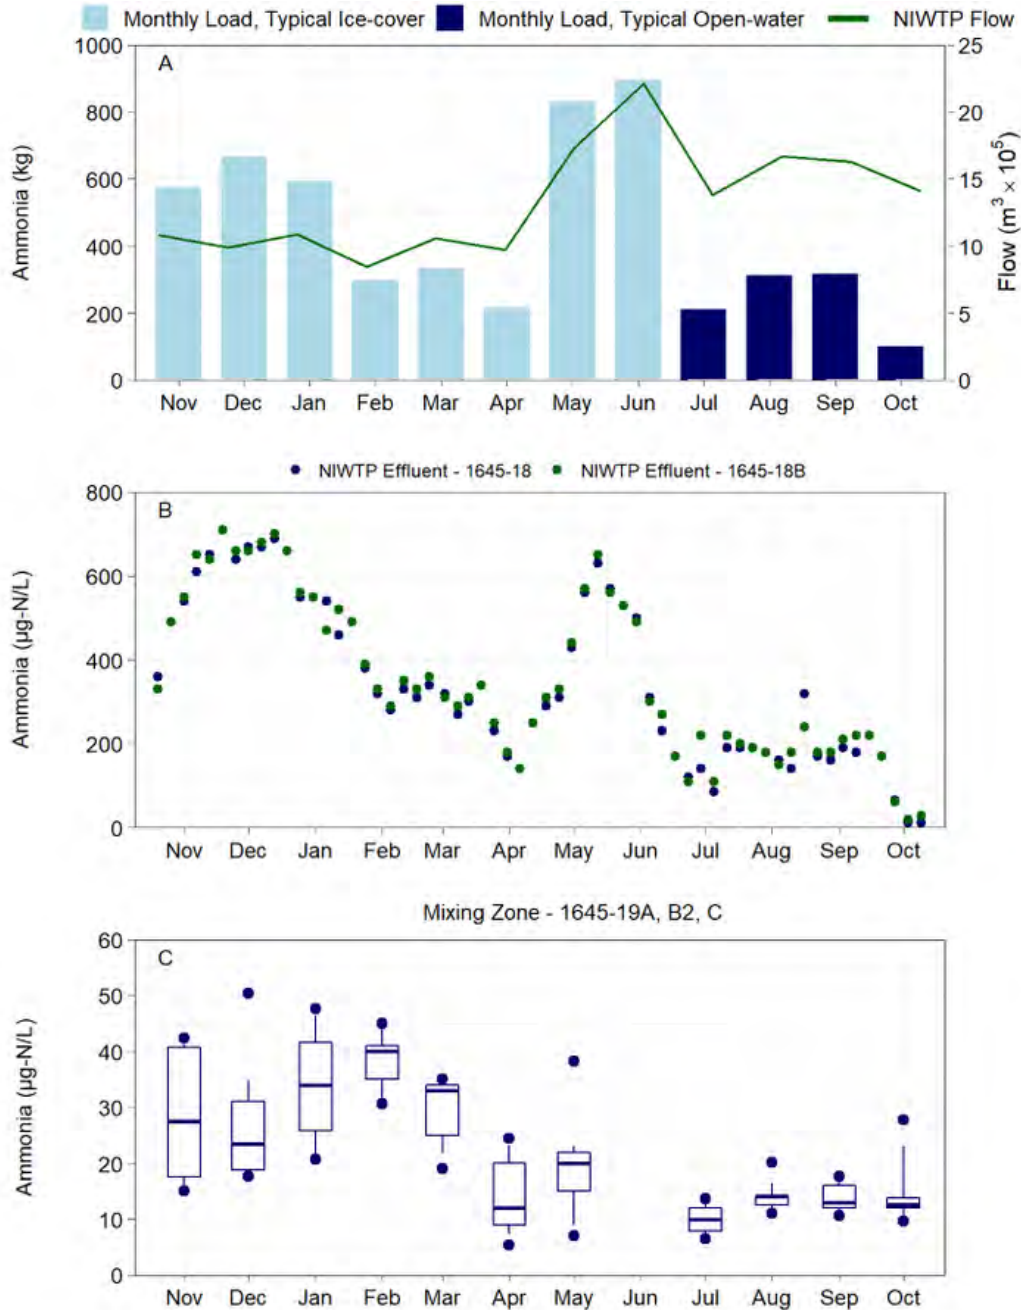 Monthly Load, Typical Ice-cover Monthly Load, Typical Open-water NIWTP Flow
A
1000
800
600
400
200
0
Ammonia (kg)
25
20
15
10
5
0
Flow (m³ × 10⁵)
Nov Dec Jan Feb Mar Apr May Jun Jul Aug Sep Oct
NIWTP Effluent - 1645-18 NIWTP Effluent - 1645-18B
B
800
600
400
200
0
Ammonia (µg-N/L)
Nov Dec Jan Feb Mar Apr May Jun Jul Aug Sep Oct
Mixing Zone - 1645-19A, B2, C
C
60
50
40
30
20
10
0
Ammonia (µg-N/L)
Nov Dec Jan Feb Mar Apr May Jun Jul Aug Sep Oct